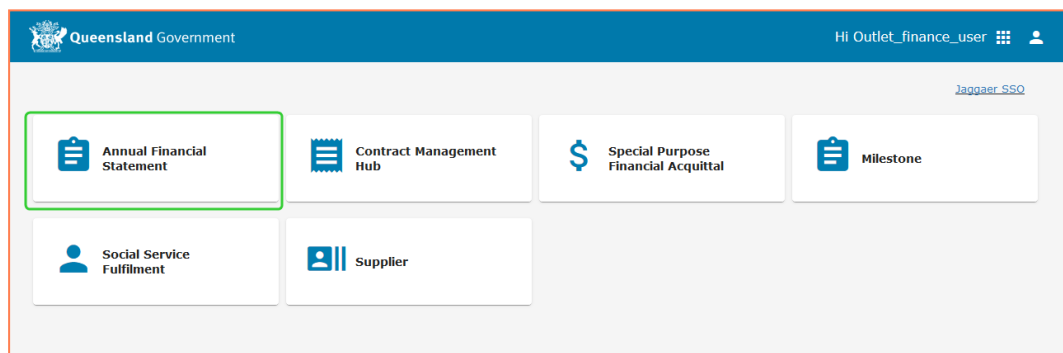 Queensland Government
Hi Outlet_finance_user
Jaggaer SSO
Annual Financial
Statement
Contract Management
Hub
Special Purpose
Financial Acquittal
Milestone
Social Service
Fulfilment
Supplier